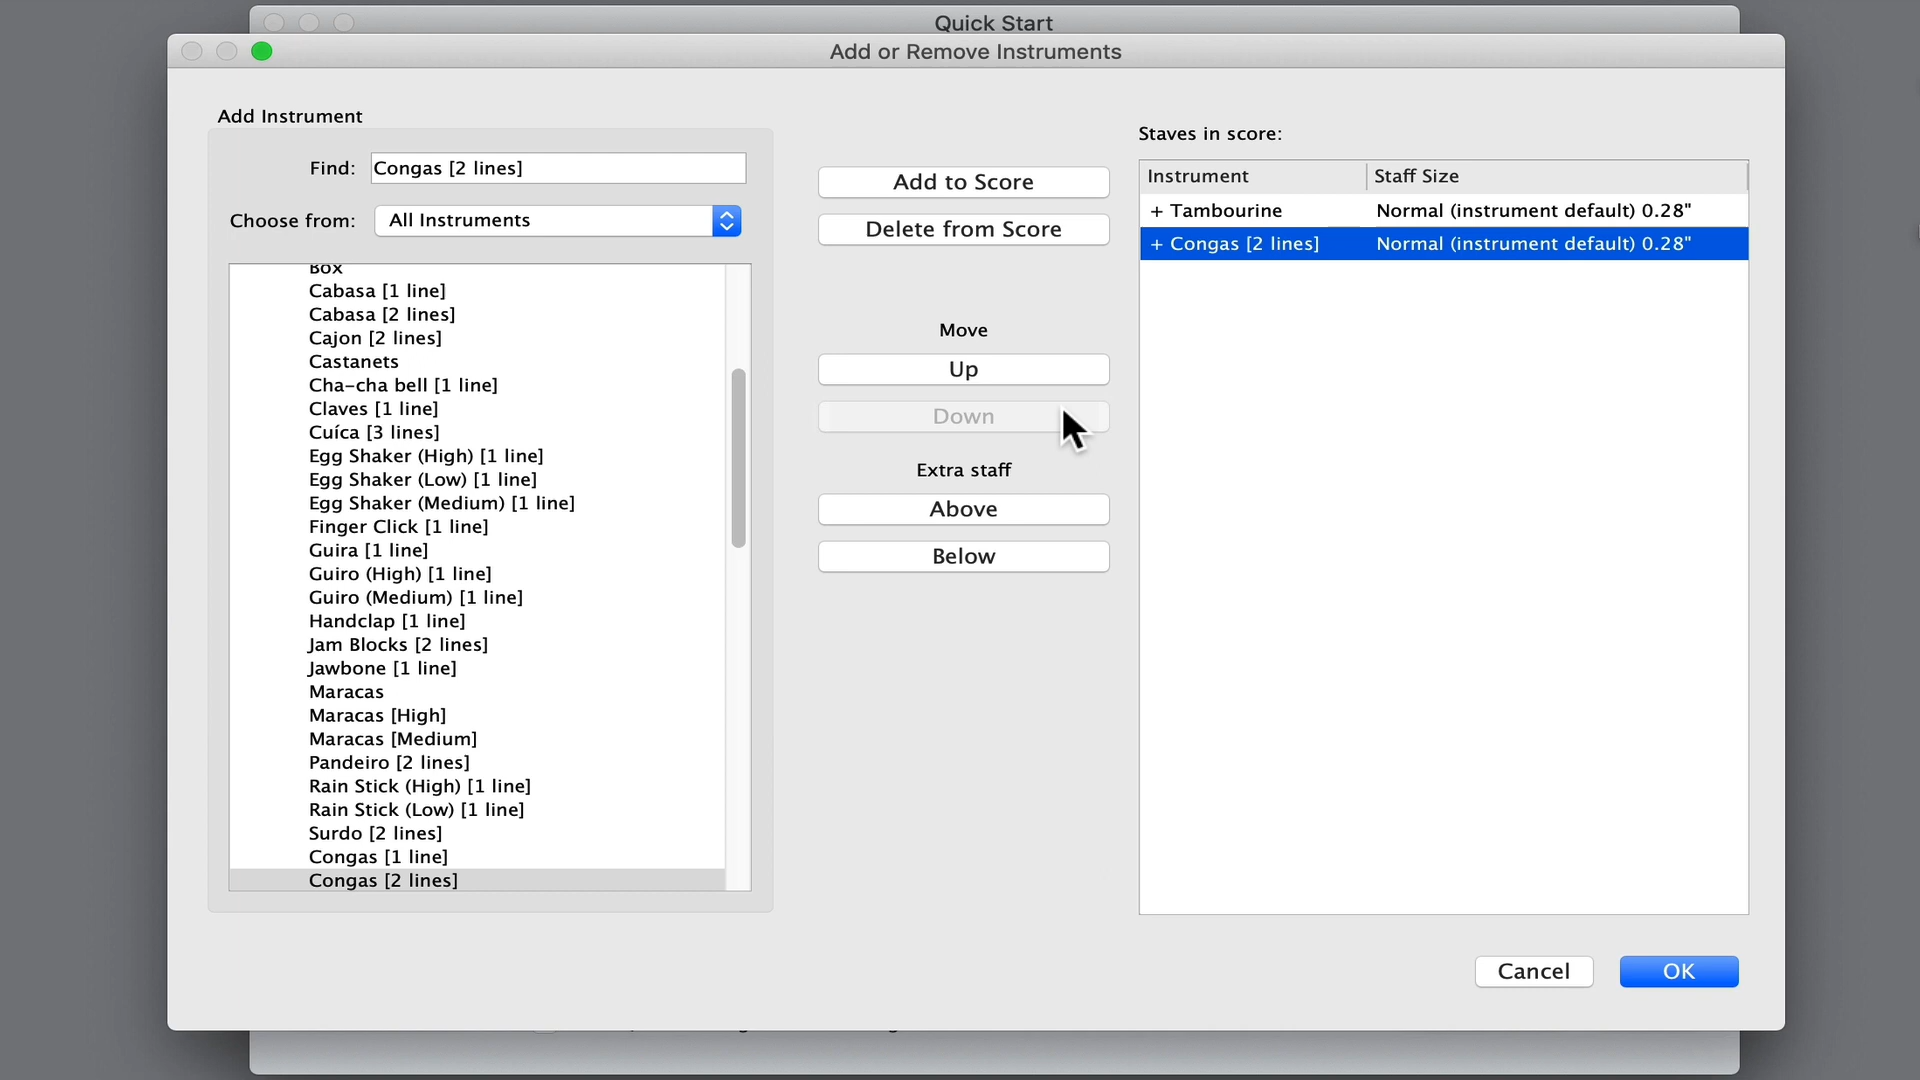 Quick Start
Add or Remove Instruments
Add Instrument
Find: Congas [2 lines]
Choose from: All Instruments
Box
Cabasa [1 line]
Cabasa [2 lines]
Cajon [2 lines]
Castanets
Cha-cha bell [1 line]
Claves [1 line]
Cuíca [3 lines]
Egg Shaker (High) [1 line]
Egg Shaker (Low) [1 line]
Egg Shaker (Medium) [1 line]
Finger Click [1 line]
Guira [1 line]
Guiro (High) [1 line]
Guiro (Medium) [1 line]
Handclap [1 line]
Jam Blocks [2 lines]
Jawbone [1 line]
Maracas
Maracas [High]
Maracas [Medium]
Pandeiro [2 lines]
Rain Stick (High) [1 line]
Rain Stick (Low) [1 line]
Surdo [2 lines]
Congas [1 line]
Congas [2 lines]
Add to Score
Delete from Score
Move
Up
Down
Extra staff
Above
Below
Staves in score:
Instrument Staff Size
+ Tambourine Normal (instrument default) 0.28"
+ Congas [2 lines] Normal (instrument default) 0.28"
Cancel OK